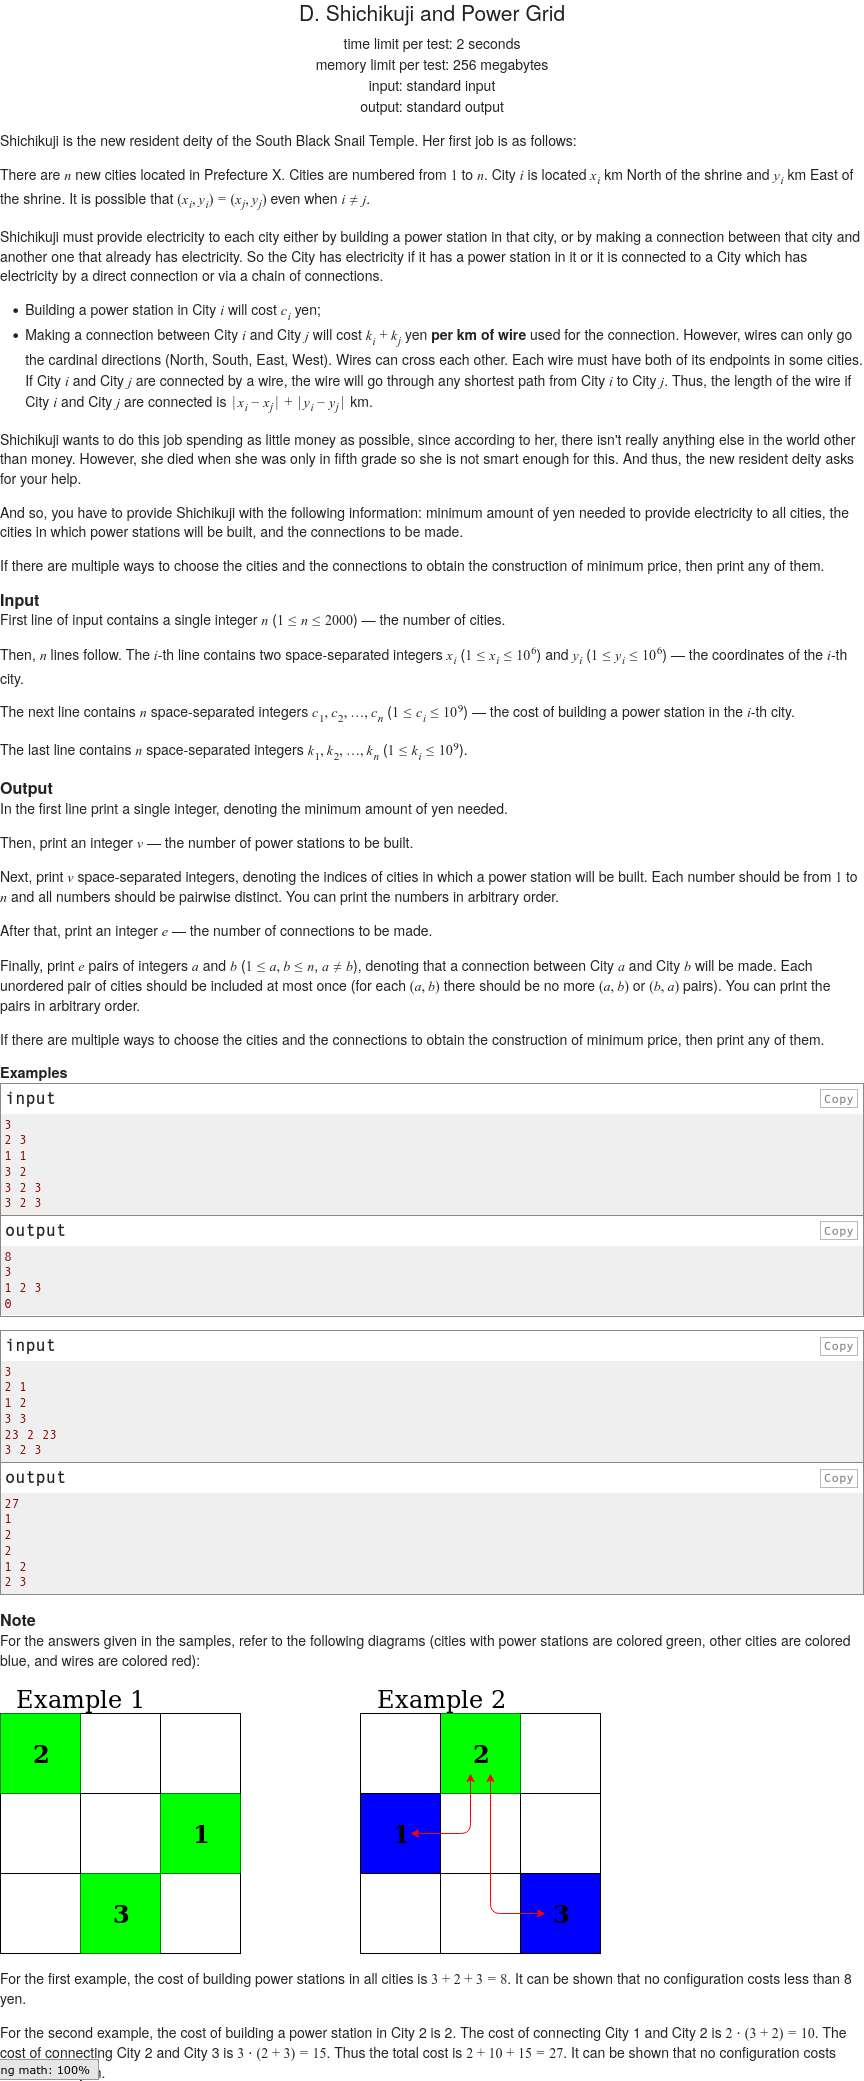 D. Shichikuji and Power Grid
time limit per test: 2 seconds
memory limit per test: 256 megabytes
input: standard input
output: standard output
Shichikuji is the new resident deity of the South Black Snail Temple. Her first job is as follows:
There are n new cities located in Prefecture X. Cities are numbered from 1 to n. City i is located x_i km North of the shrine and y_i km East of
the shrine. It is possible that (x_i, y_i) = (x_j, y_j) even when i ≠ j.
Shichikuji must provide electricity to each city either by building a power station in that city, or by making a connection between that city and
another one that already has electricity. So the City has electricity if it has a power station in it or it is connected to a City which has
electricity by a direct connection or via a chain of connections.
• Building a power station in City i will cost c_i yen;
• Making a connection between City i and City j will cost k_i + k_j yen per km of wire used for the connection. However, wires can only go
the cardinal directions (North, South, East, West). Wires can cross each other. Each wire must have both of its endpoints in some cities.
If City i and City j are connected by a wire, the wire will go through any shortest path from City i to City j. Thus, the length of the wire if
City i and City j are connected is |x_i − x_j| + |y_i − y_j| km.
Shichikuji wants to do this job spending as little money as possible, since according to her, there isn't really anything else in the world other
than money. However, she died when she was only in fifth grade so she is not smart enough for this. And thus, the new resident deity asks
for your help.
And so, you have to provide Shichikuji with the following information: minimum amount of yen needed to provide electricity to all cities, the
cities in which power stations will be built, and the connections to be made.
If there are multiple ways to choose the cities and the connections to obtain the construction of minimum price, then print any of them.
Input
First line of input contains a single integer n (1 ≤ n ≤ 2000) — the number of cities.
Then, n lines follow. The i-th line contains two space-separated integers x_i (1 ≤ x_i ≤ 10^6) and y_i (1 ≤ y_i ≤ 10^6) — the coordinates of the i-th
city.
The next line contains n space-separated integers c_1, c_2, …, c_n (1 ≤ c_i ≤ 10^9) — the cost of building a power station in the i-th city.
The last line contains n space-separated integers k_1, k_2, …, k_n (1 ≤ k_i ≤ 10^9).
Output
In the first line print a single integer, denoting the minimum amount of yen needed.
Then, print an integer v — the number of power stations to be built.
Next, print v space-separated integers, denoting the indices of cities in which a power station will be built. Each number should be from 1 to
n and all numbers should be pairwise distinct. You can print the numbers in arbitrary order.
After that, print an integer e — the number of connections to be made.
Finally, print e pairs of integers a and b (1 ≤ a, b ≤ n, a ≠ b), denoting that a connection between City a and City b will be made. Each
unordered pair of cities should be included at most once (for each (a, b) there should be no more (a, b) or (b, a) pairs). You can print the
pairs in arbitrary order.
If there are multiple ways to choose the cities and the connections to obtain the construction of minimum price, then print any of them.
Examples
input Copy
3
2 3
1 1
3 2
3 2 3
3 2 3
output Copy
8
3
1 2 3
0
input Copy
3
2 1
1 2
3 3
23 2 23
3 2 3
output Copy
27
1
2
2
1 2
2 3
Note
For the answers given in the samples, refer to the following diagrams (cities with power stations are colored green, other cities are colored
blue, and wires are colored red):
Example 1 Example 2
2 2
1 1
3 3
For the first example, the cost of building power stations in all cities is 3 + 2 + 3 = 8. It can be shown that no configuration costs less than 8
yen.
For the second example, the cost of building a power station in City 2 is 2. The cost of connecting City 1 and City 2 is 2 · (3 + 2) = 10. The
cost of connecting City 2 and City 3 is 3 · (2 + 3) = 15. Thus the total cost is 2 + 10 + 15 = 27. It can be shown that no configuration costs
ng math: 100%